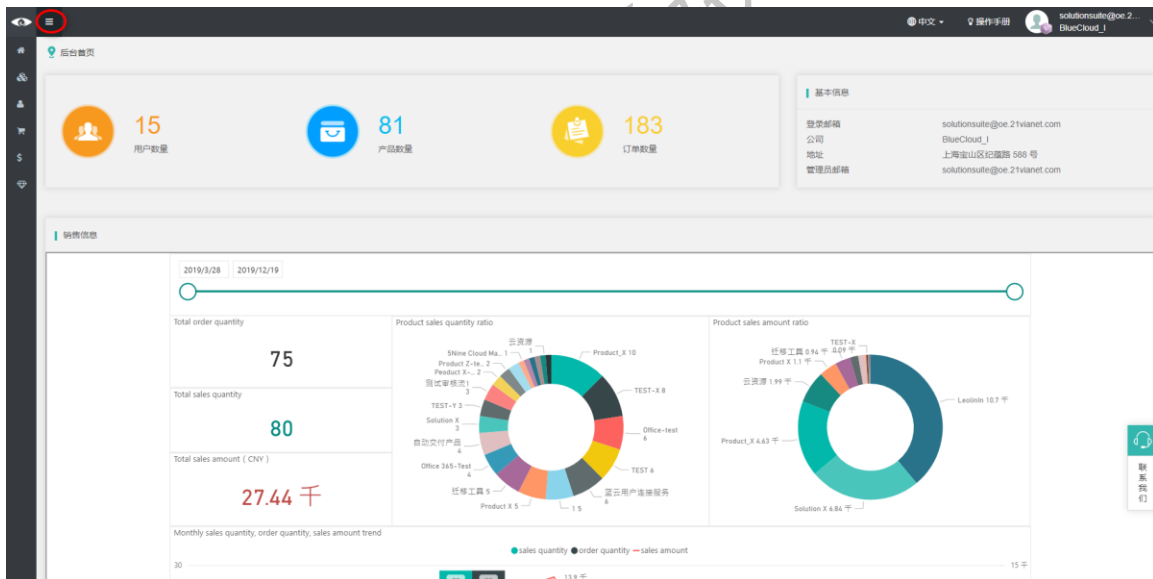 中文
操作手册
solutionsuite@oe.2...
BlueCloud_I
后台首页
15
用户数量
81
产品数量
183
订单数量
基本信息
登录邮箱 solutionsuite@oe.21vianet.com
公司 BlueCloud_I
地址 上海宝山区纪蕴路 588 号
管理员邮箱 solutionsuite@oe.21vianet.com
销售信息
2019/3/28 2019/12/19
Total order quantity
75
Total sales quantity
80
Total sales amount ( CNY )
27.44 千
Product sales quantity ratio
云资源
1
5Nine Cloud Ma... 1
Product Z-te... 2
Peoduct X-... 2
测试审核流1
3
TEST-Y 3
Solution X
3
自动交付产品
4
Office 365-Test
4
迁移工具 5
Product X 5
1 5
蓝云用户连接服务
6
TEST 6
Office-test
6
TEST-X 8
Product_X 10
Product sales amount ratio
TEST-X
0.09 千
迁移工具 0.94 千
Product X 1.1 千
云资源 1.99 千
Product_X 4.63 千
Solution X 6.84 千
Leolinln 10.7 千
联系我们
Monthly sales quantity, order quantity, sales amount trend
sales quantity order quantity sales amount
30
15 千
13.9 千